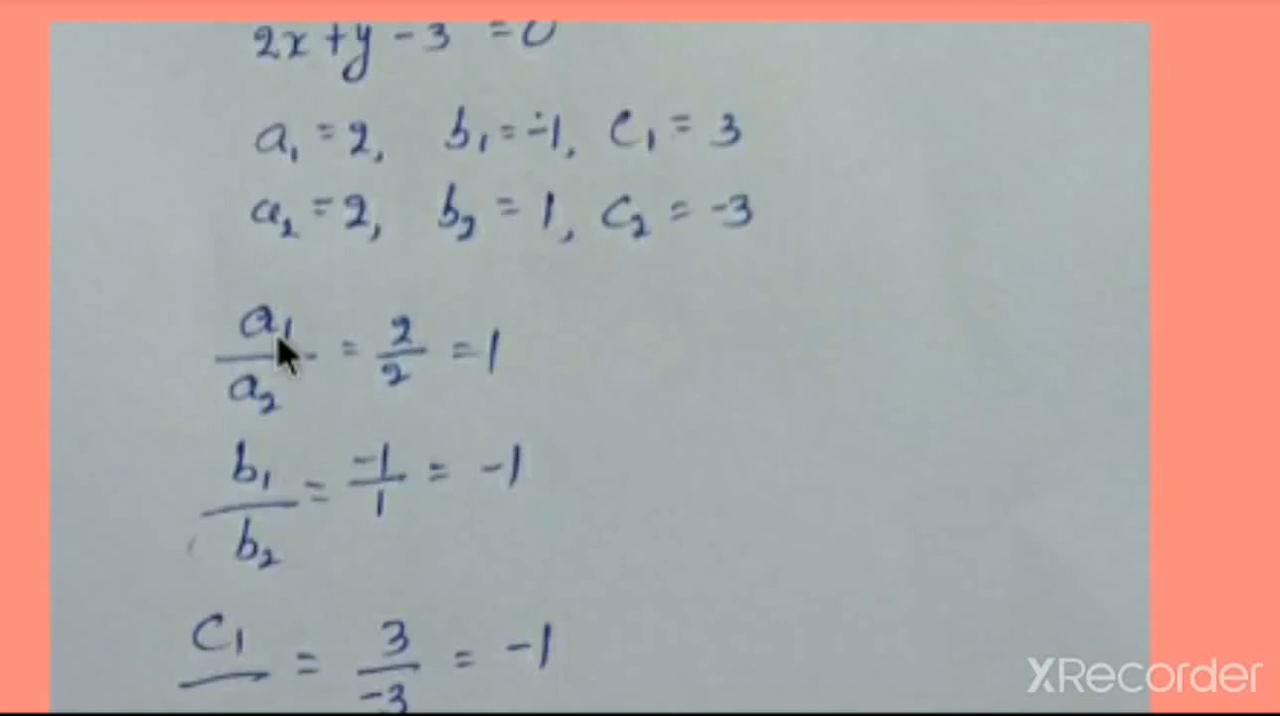 2x + y - 3 = 0
a₁ = 2, b₁ = -1, c₁ = 3
a₂ = 2, b₂ = 1, c₂ = -3
a₁/a₂ = 2/2 = 1
b₁/b₂ = -1/1 = -1
c₁/ = 3/-3 = -1
XRecorder